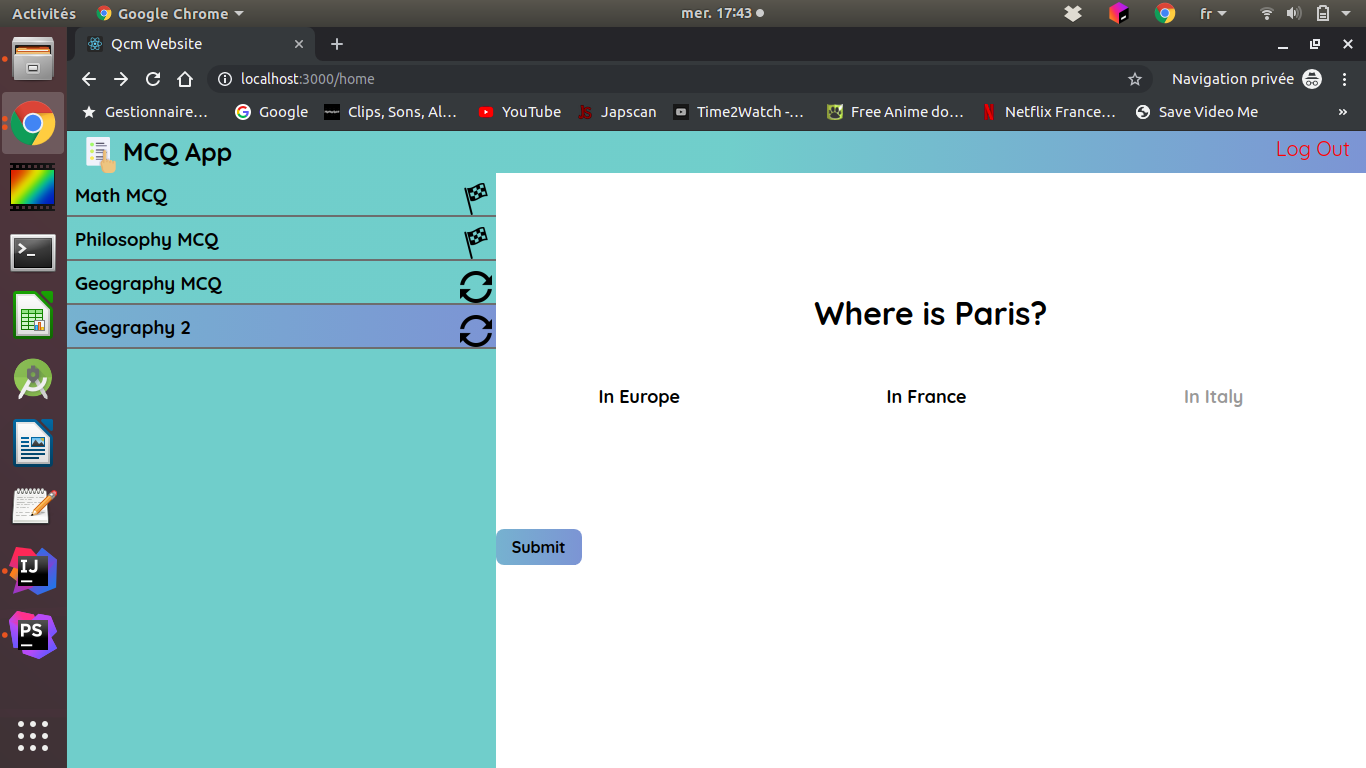 Activités Google Chrome mer. 17:43 fr
Qcm Website
localhost:3000/home Navigation privée
Gestionnaire… Google Clips, Sons, Al… YouTube Japscan Time2Watch -… Free Anime do… Netflix France… Save Video Me »
MCQ App Log Out
Math MCQ
Philosophy MCQ
Geography MCQ
Geography 2
Where is Paris?
In Europe In France In Italy
Submit
IJ
PS